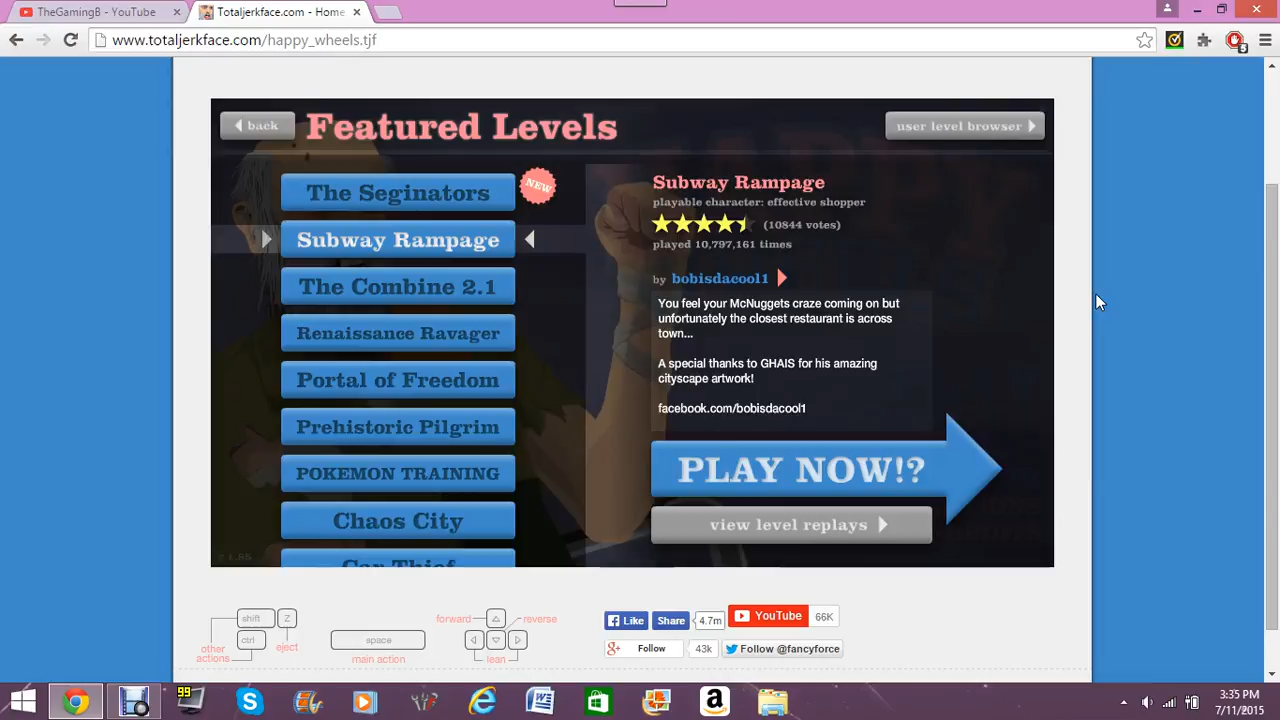 TheGamingB - YouTube
Totaljerkface.com - Home
www.totaljerkface.com/happy_wheels.tjf
back
Featured Levels
user level browser
The Seginators
NEW
Subway Rampage
The Combine 2.1
Renaissance Ravager
Portal of Freedom
Prehistoric Pilgrim
POKEMON TRAINING
Chaos City
Car Thief
Subway Rampage
playable character: effective shopper
(10844 votes)
played 10,797,161 times
by bobisdacool1
You feel your McNuggets craze coming on but
unfortunately the closest restaurant is across
town...
A special thanks to GHAIS for his amazing
cityscape artwork!
facebook.com/bobisdacool1
PLAY NOW!?
view level replays
shift
Z
ctrl
other
actions
eject
space
main action
forward
reverse
lean
Like
Share
4.7m
YouTube
66K
Follow
43k
Follow @fancyforce
99
3:35 PM
7/11/2015